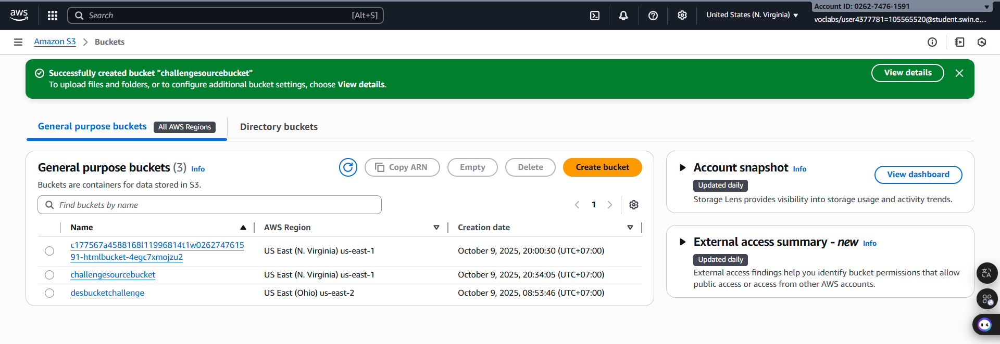 aws
Search
[Alt+S]
United States (N. Virginia)
Account ID: 0262-7476-1591
voclabs/user4377781=105565520@student.swin.e...
Amazon S3 > Buckets
Successfully created bucket "challengesourcebucket"
To upload files and folders, or to configure additional bucket settings, choose View details.
View details
General purpose buckets All AWS Regions
Directory buckets
General purpose buckets (3) Info
Copy ARN
Empty
Delete
Create bucket
Buckets are containers for data stored in S3.
Find buckets by name
1
Name AWS Region Creation date
c177567a4588168l11996814t1w0262747615
91-htmlbucket-4egc7xmojzu2
US East (N. Virginia) us-east-1
October 9, 2025, 20:00:30 (UTC+07:00)
challengesourcebucket US East (N. Virginia) us-east-1 October 9, 2025, 20:34:05 (UTC+07:00)
desbucketchallenge US East (Ohio) us-east-2 October 9, 2025, 08:53:46 (UTC+07:00)
Account snapshot Info
View dashboard
Updated daily
Storage Lens provides visibility into storage usage and activity trends.
External access summary - new Info
Updated daily
External access findings help you identify bucket permissions that allow
public access or access from other AWS accounts.